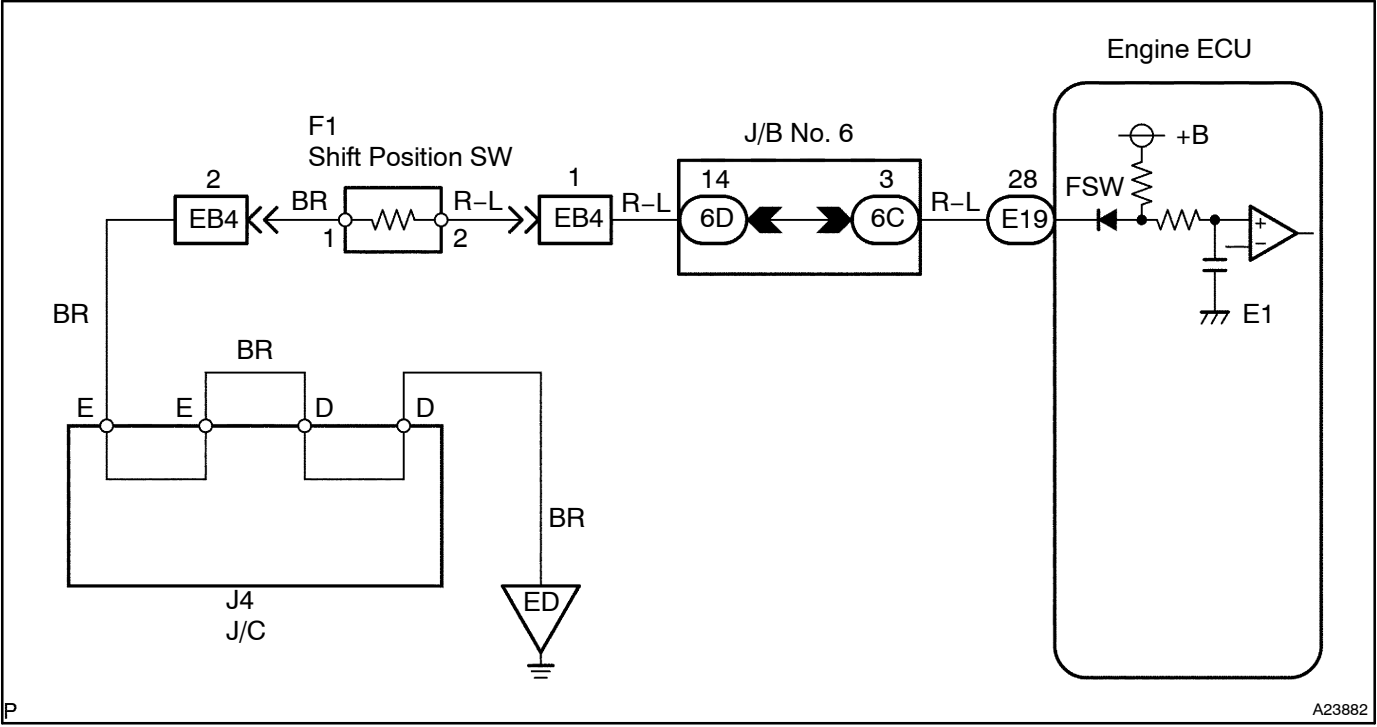 Engine ECU
F1
Shift Position SW
J/B No. 6
+B
2
BR
R–L
1
R–L
14
3
R–L
28
FSW
EB4
1
2
EB4
6D
6C
E19
+
–
E1
BR
BR
E
E
D
D
BR
J4
J/C
ED
P
A23882